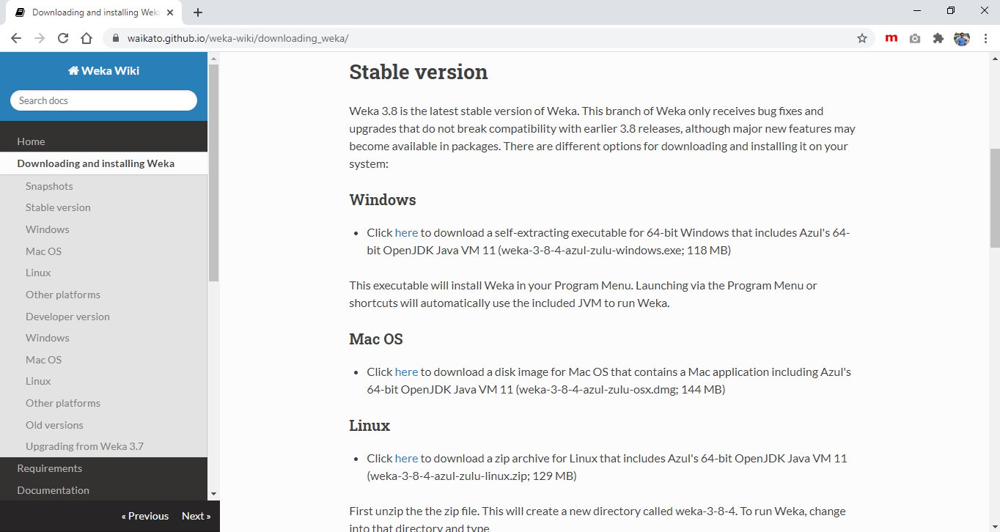 Downloading and installing Weka
waikato.github.io/weka-wiki/downloading_weka/
m
Weka Wiki
Search docs
Home
Downloading and installing Weka
Snapshots
Stable version
Windows
Mac OS
Linux
Other platforms
Developer version
Windows
Mac OS
Linux
Other platforms
Old versions
Upgrading from Weka 3.7
Requirements
Documentation
« Previous Next »
Stable version
Weka 3.8 is the latest stable version of Weka. This branch of Weka only receives bug fixes and
upgrades that do not break compatibility with earlier 3.8 releases, although major new features may
become available in packages. There are different options for downloading and installing it on your
system:
Windows
• Click here to download a self-extracting executable for 64-bit Windows that includes Azul's 64-
bit OpenJDK Java VM 11 (weka-3-8-4-azul-zulu-windows.exe; 118 MB)
This executable will install Weka in your Program Menu. Launching via the Program Menu or
shortcuts will automatically use the included JVM to run Weka.
Mac OS
• Click here to download a disk image for Mac OS that contains a Mac application including Azul's
64-bit OpenJDK Java VM 11 (weka-3-8-4-azul-zulu-osx.dmg; 144 MB)
Linux
• Click here to download a zip archive for Linux that includes Azul's 64-bit OpenJDK Java VM 11
(weka-3-8-4-azul-zulu-linux.zip; 129 MB)
First unzip the the zip file. This will create a new directory called weka-3-8-4. To run Weka, change
into that directory and type